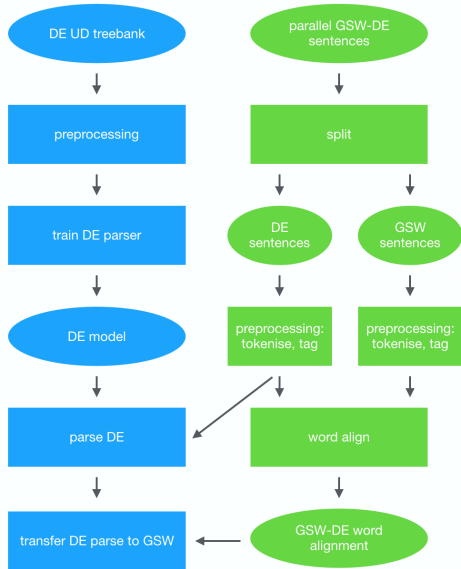 DE UD treebank
parallel GSW-DE
sentences
preprocessing
split
train DE parser
DE
sentences
GSW
sentences
DE model
preprocessing:
tokenise, tag
preprocessing:
tokenise, tag
parse DE
word align
transfer DE parse to GSW
GSW-DE word
alignment